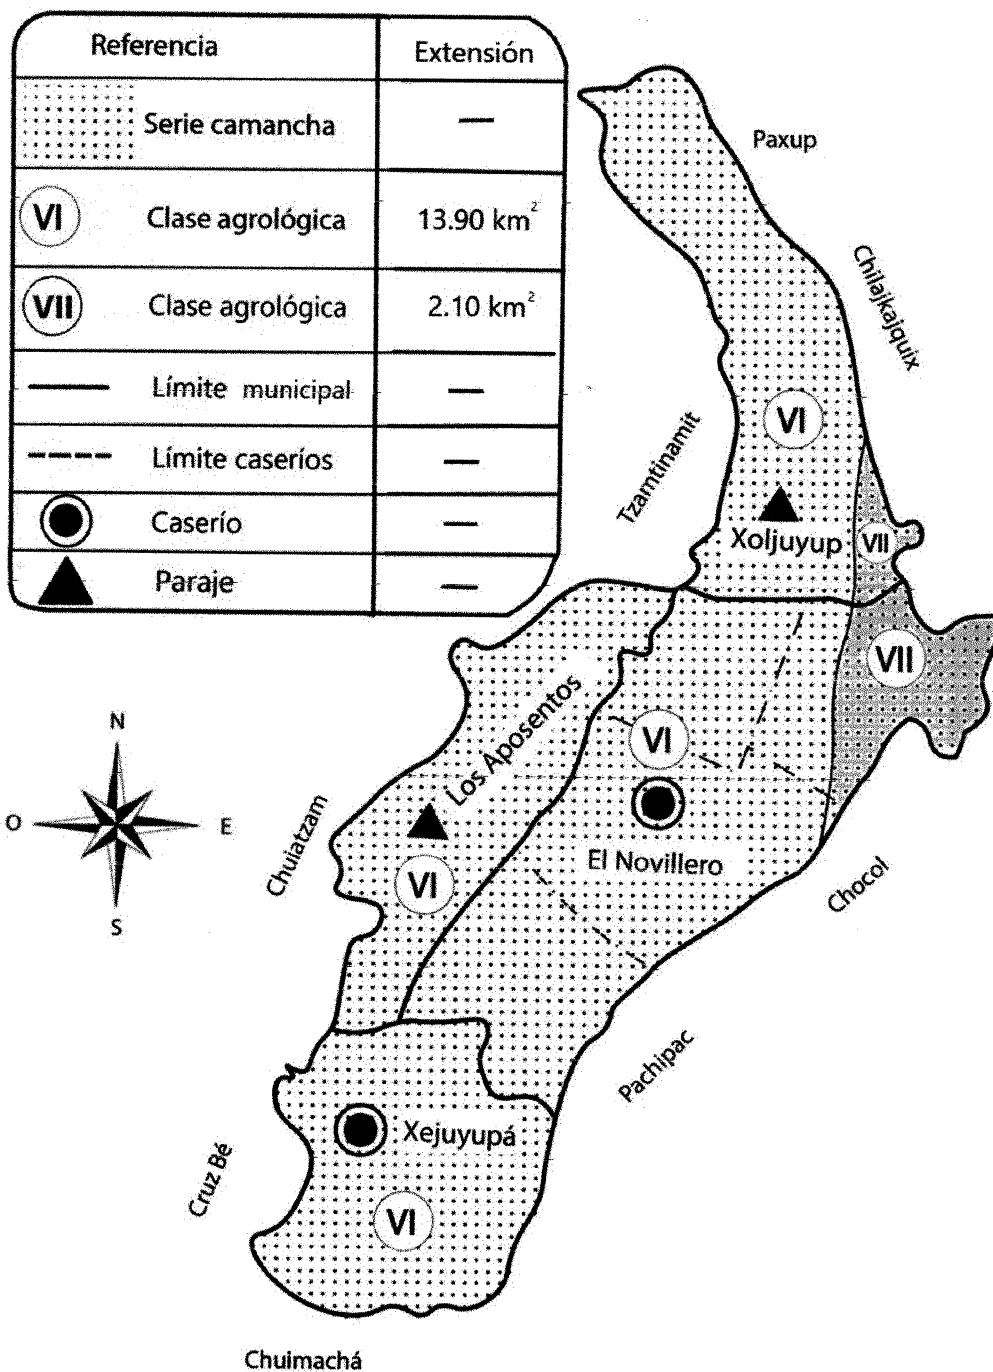 Referencia Extensión
Serie camancha —
VI Clase agrológica 13.90 km²
VII Clase agrológica 2.10 km²
Límite municipal —
Límite caseríos —
Caserío —
Paraje —
Paxup
Chilajkajquix
VI
Tzamtinamit
Xoljuyup
VII
VII
Los Aposentos
VI
N
O
E
S
Chuiatzam
VI
El Novillero
Chocol
Pachipac
Xejuyupá
Cruz Bé
VI
Chuimachá